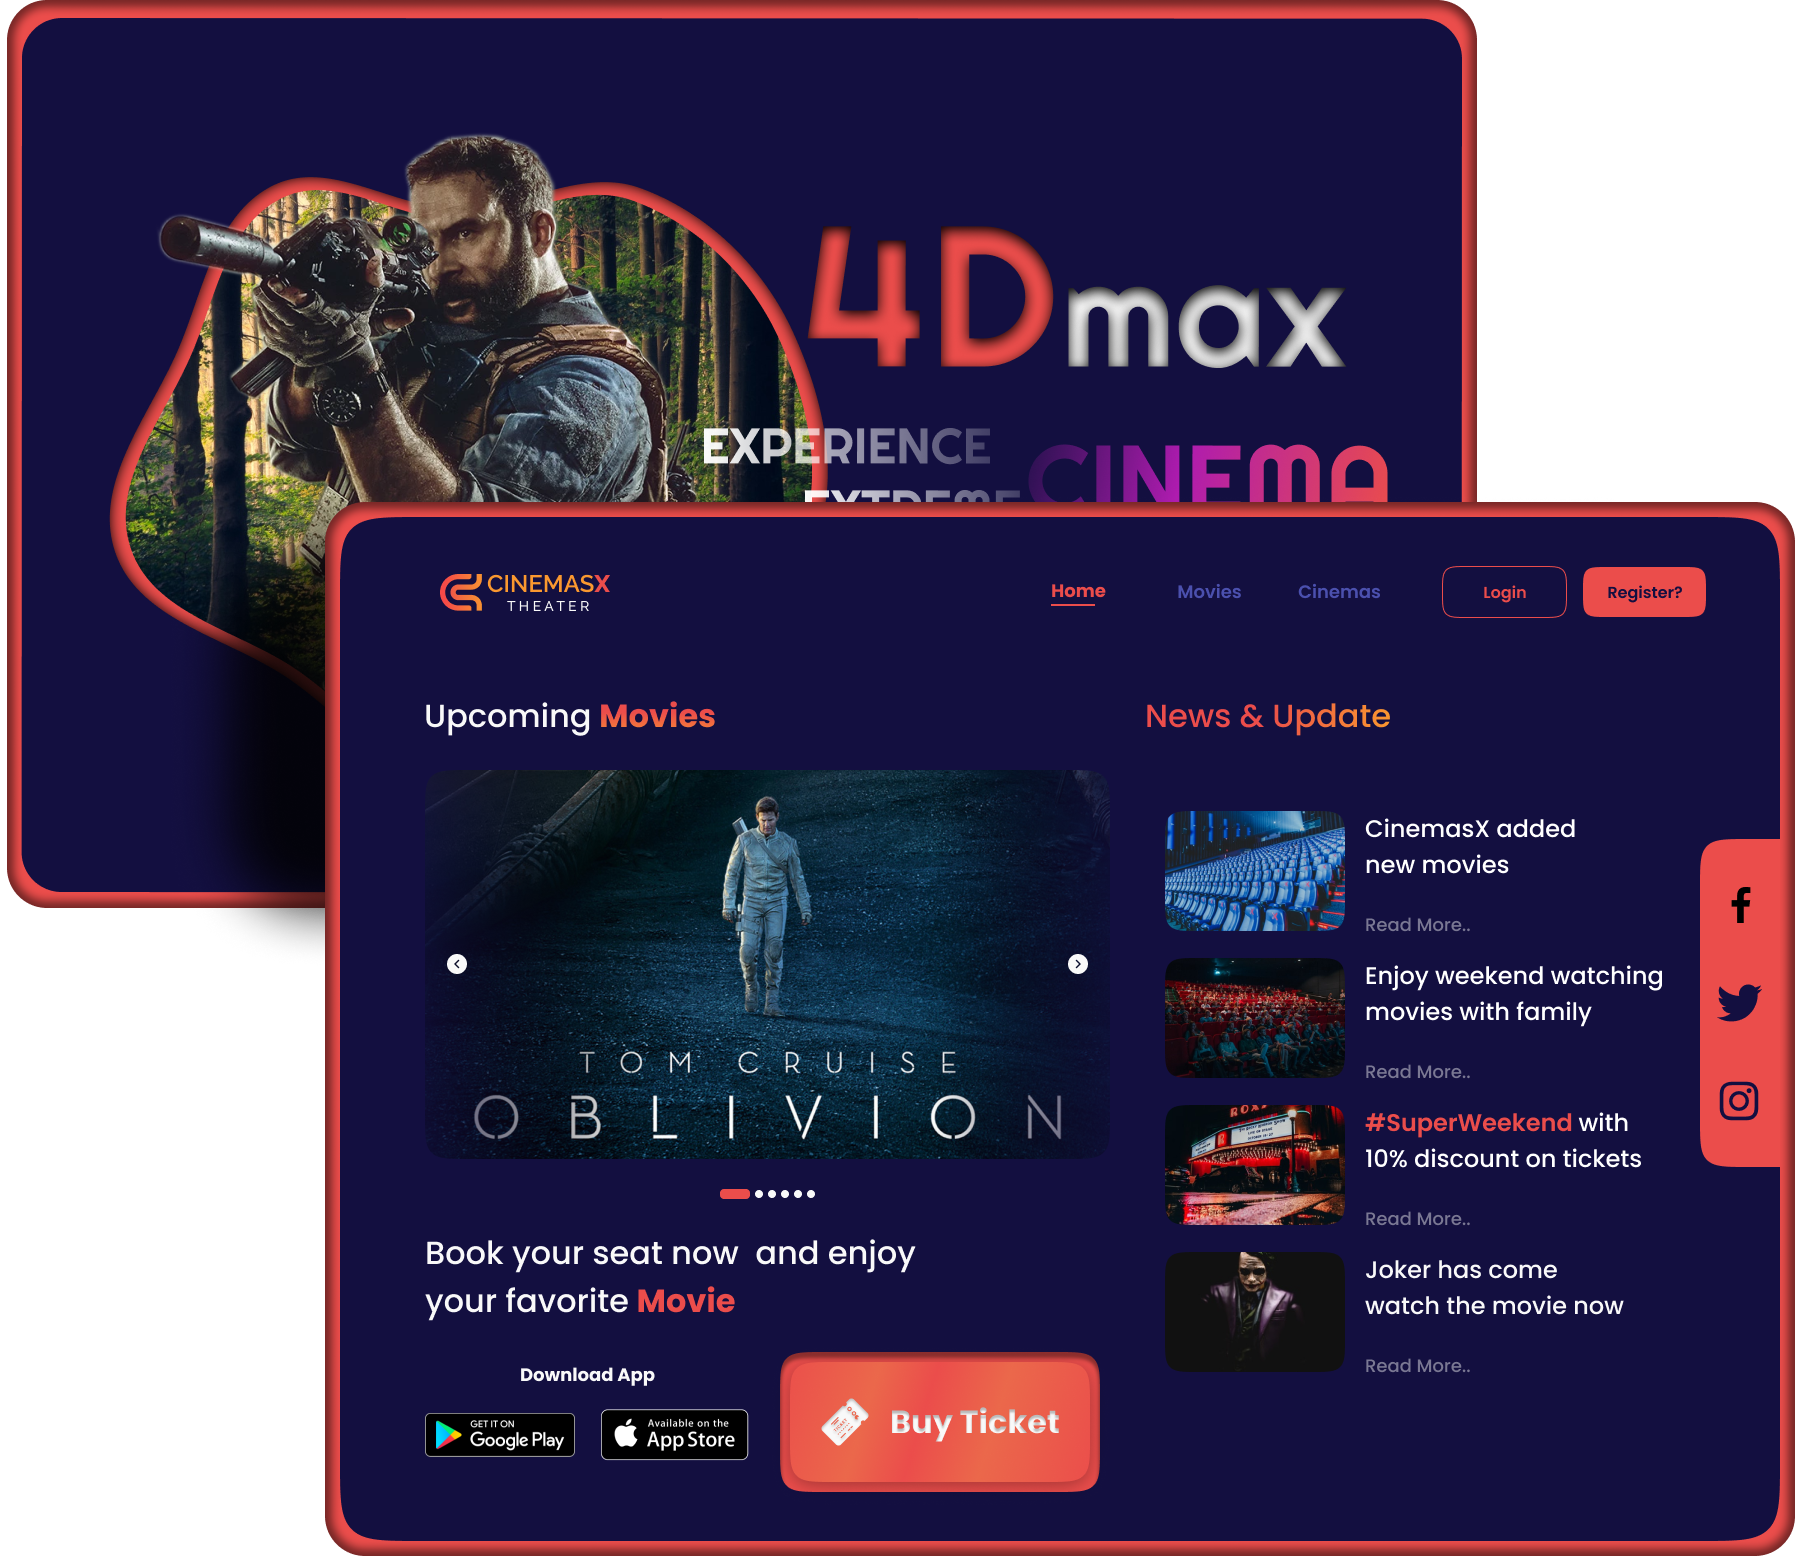 4Dmax
EXPERIENCE
EXTREME
CINEMA
CINEMASX
THEATER
Home
Movies
Cinemas
Login
Register?
Upcoming Movies
TOM CRUISE
OBLIVION
Book your seat now  and enjoy
your favorite Movie
Download App
GET IT ON
Google Play
Available on the
App Store
Buy Ticket
News & Update
CinemasX added
new movies
Read More..
Enjoy weekend watching
movies with family
Read More..
#SuperWeekend with
10% discount on tickets
Read More..
Joker has come
watch the movie now
Read More..